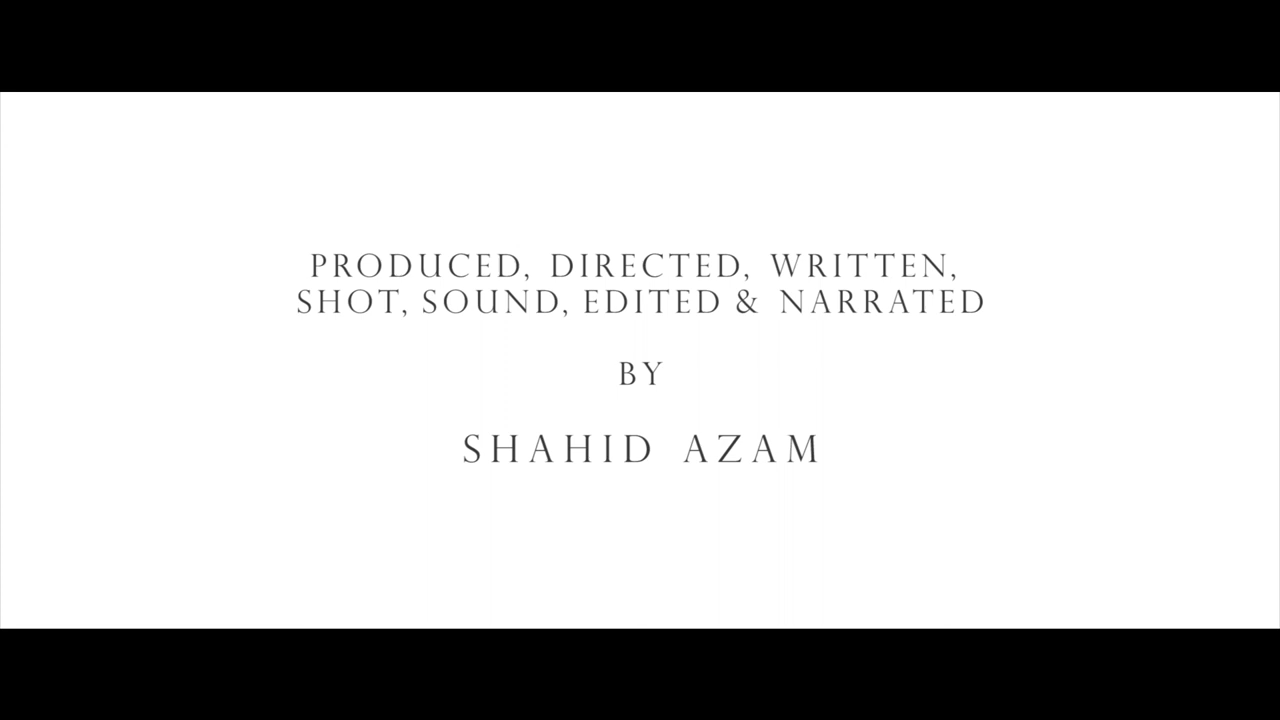 PRODUCED, DIRECTED, WRITTEN,
SHOT, SOUND, EDITED & NARRATED
BY
SHAHID AZAM